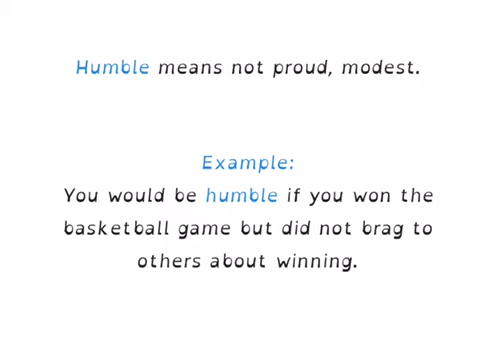 Humble means not proud, modest.
Example:
You would be humble if you won the
basketball game but did not brag to
others about winning.